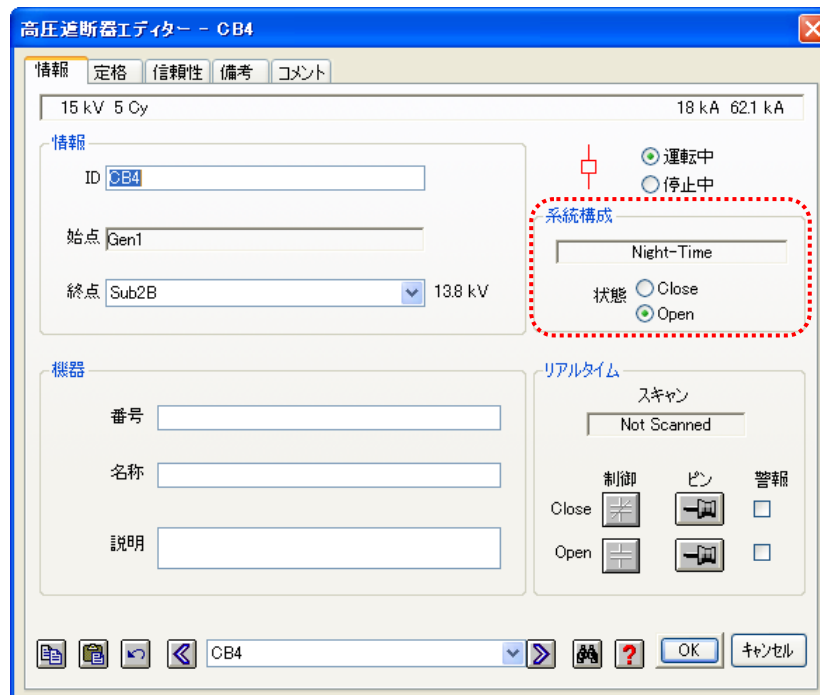 高圧遮断器エディター - CB4
情報 定格 信頼性 備考 コメント
15 kV 5 Cy 18 kA 62.1 kA
情報
ID CB4
運転中
停止中
始点 Gen1
終点 Sub2B 13.8 kV
系統構成
Night-Time
状態 Close
Open
機器
番号
名称
説明
リアルタイム
スキャン
Not Scanned
制御 ピン 警報
Close
Open
CB4
? OK キャンセル